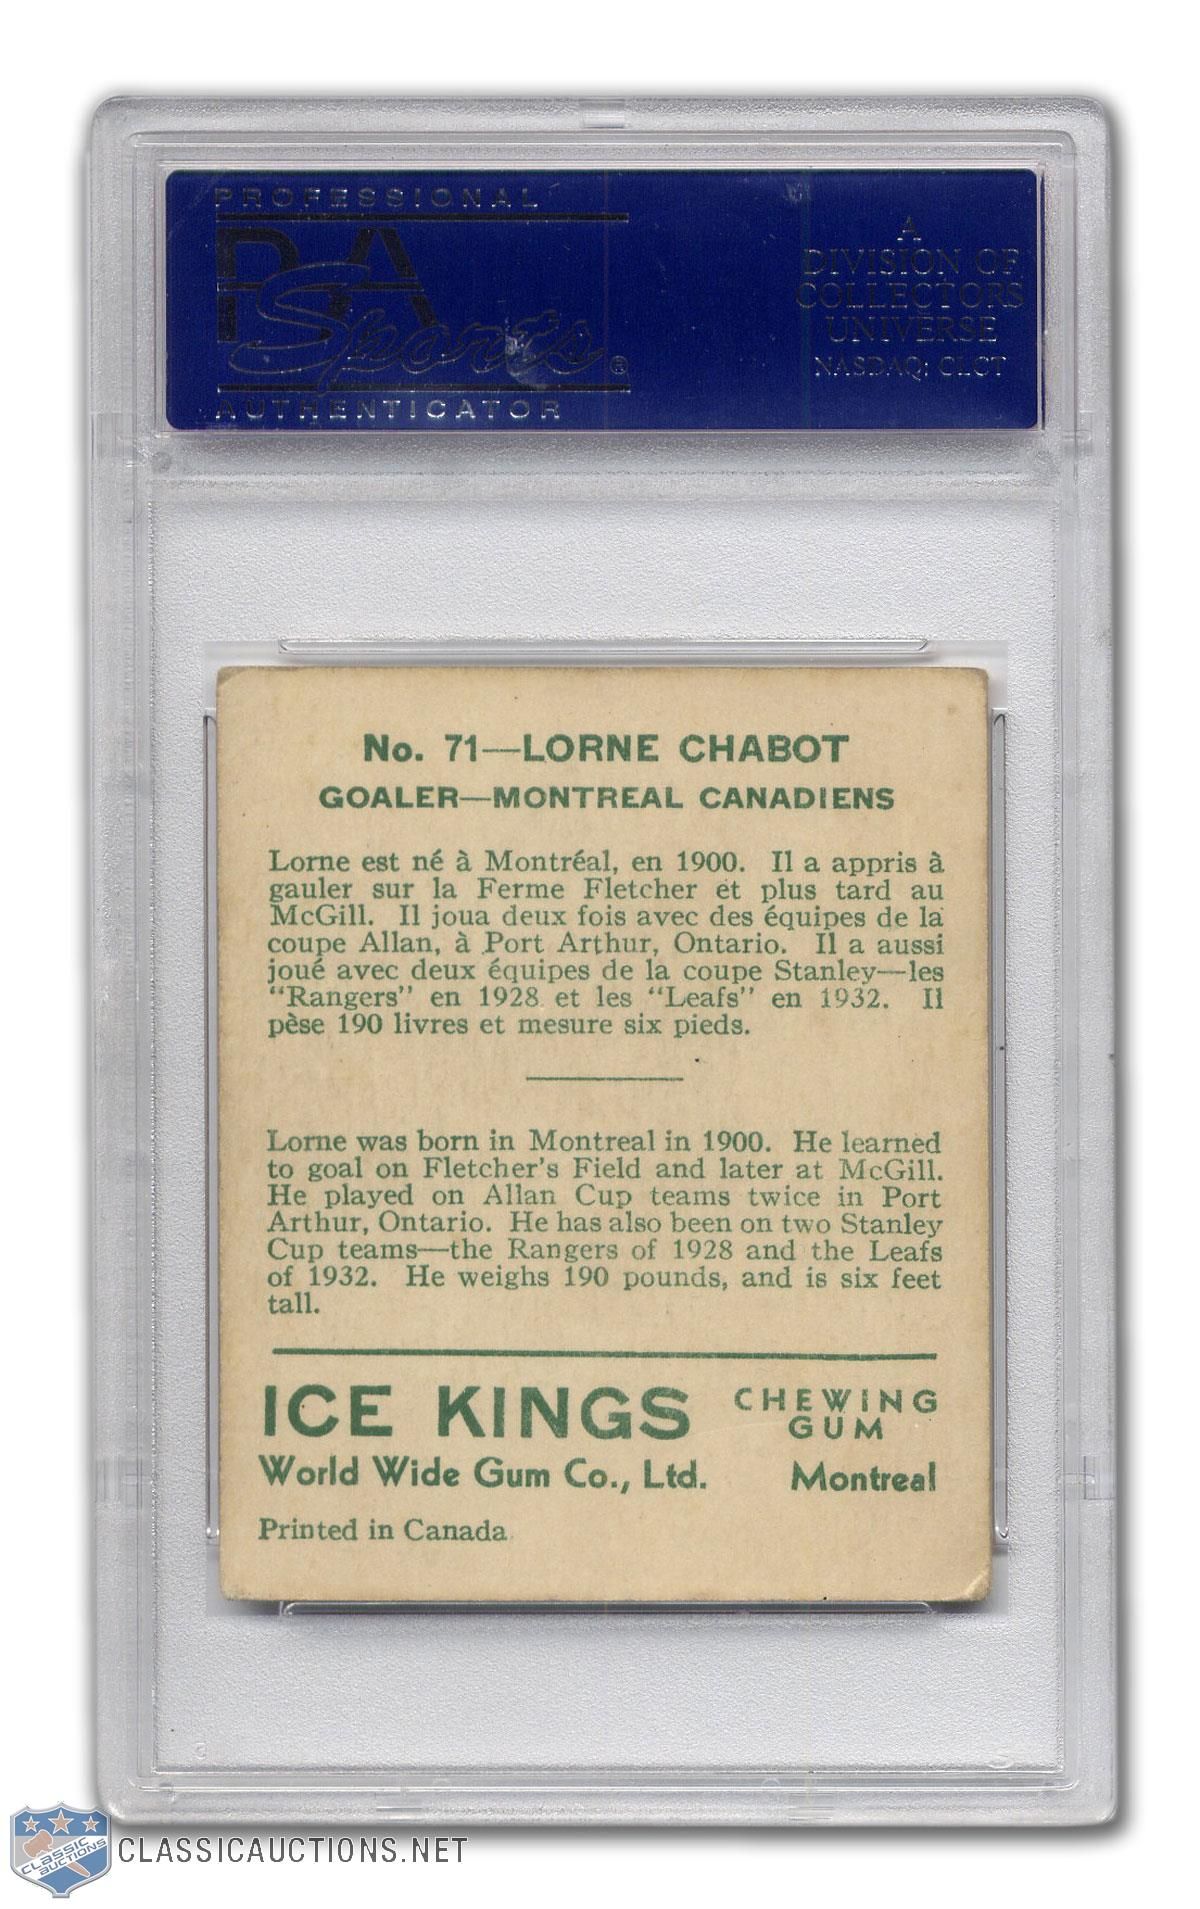 PROFESSIONAL
PSA
Sports®
AUTHENTICATOR
A
DIVISION OF
COLLECTORS
UNIVERSE
NASDAQ: CLCT
No. 71—LORNE CHABOT
GOALER—MONTREAL CANADIENS
Lorne est né à Montréal, en 1900. Il a appris à
gauler sur la Ferme Fletcher et plus tard au
McGill. Il joua deux fois avec des équipes de la
coupe Allan, à Port Arthur, Ontario. Il a aussi
joué avec deux équipes de la coupe Stanley—les
"Rangers" en 1928 et les "Leafs" en 1932. Il
pèse 190 livres et mesure six pieds.
Lorne was born in Montreal in 1900. He learned
to goal on Fletcher's Field and later at McGill.
He played on Allan Cup teams twice in Port
Arthur, Ontario. He has also been on two Stanley
Cup teams—the Rangers of 1928 and the Leafs
of 1932. He weighs 190 pounds, and is six feet
tall.
ICE KINGS CHEWING GUM
World Wide Gum Co., Ltd. Montreal
Printed in Canada
CLASSIC AUCTIONS
CLASSICAUCTIONS.NET